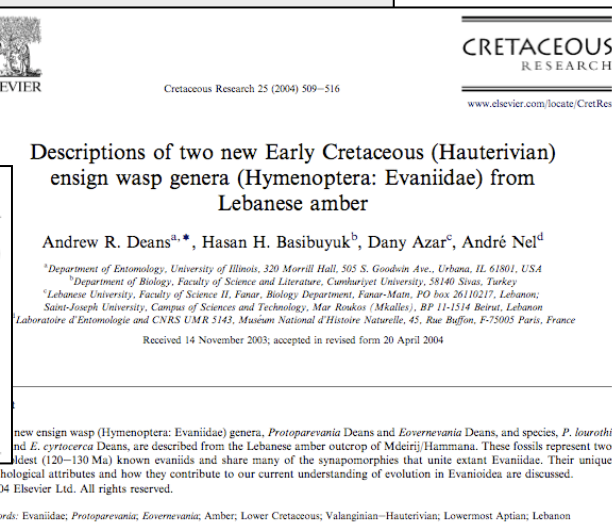 EVIER
CRETACEOUS
RESEARCH
Cretaceous Research 25 (2004) 509–516
www.elsevier.com/locate/CretRes
Descriptions of two new Early Cretaceous (Hauterivian)
ensign wasp genera (Hymenoptera: Evaniidae) from
Lebanese amber
Andrew R. Deans a,*, Hasan H. Basibuyuk b, Dany Azar c, André Nel d
a Department of Entomology, University of Illinois, 320 Morrill Hall, 505 S. Goodwin Ave., Urbana, IL 61801, USA
b Department of Biology, Faculty of Science and Literature, Cumhuriyet University, 58140 Sivas, Turkey
c Lebanese University, Faculty of Science II, Fanar, Biology Department, Fanar-Matn, PO box 26110217, Lebanon;
Saint-Joseph University, Campus of Sciences and Technology, Mar Roukos (Mkalles), BP 11-1514 Beirut, Lebanon
Laboratoire d'Entomologie and CNRS UMR 5143, Muséum National d'Histoire Naturelle, 45, Rue Buffon, F-75005 Paris, France
Received 14 November 2003; accepted in revised form 20 April 2004
new ensign wasp (Hymenoptera: Evaniidae) genera, Protoparevania Deans and Eovernevania Deans, and species, P. lourothi
nd E. cyrtocerca Deans, are described from the Lebanese amber outcrop of Mdeirij/Hammana. These fossils represent two
ldest (120–130 Ma) known evaniids and share many of the synapomorphies that unite extant Evaniidae. Their unique
hological attributes and how they contribute to our current understanding of evolution in Evanioidea are discussed.
04 Elsevier Ltd. All rights reserved.
ords: Evaniidae; Protoparevania; Eovernevania; Amber; Lower Cretaceous; Valanginian–Hauterivian; Lowermost Aptian; Lebanon